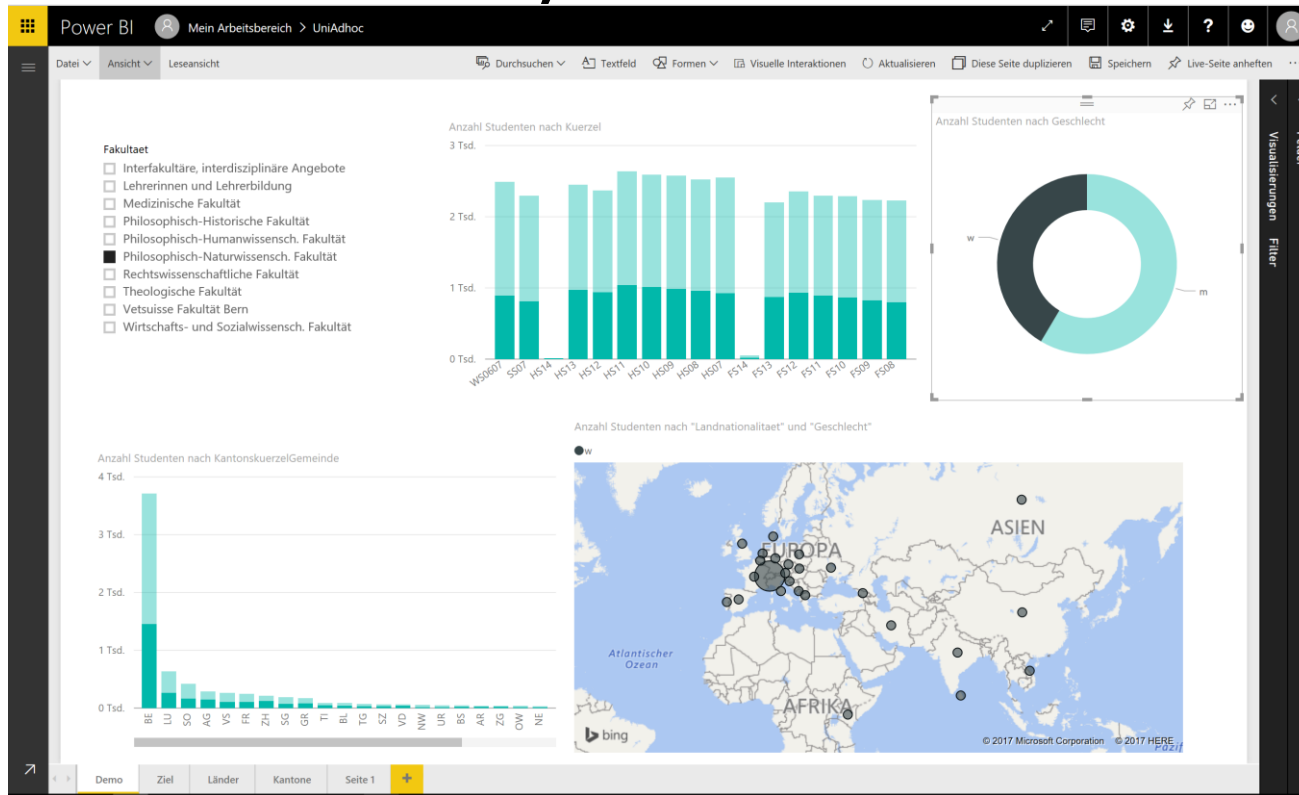 Power BI
Mein Arbeitsbereich > UniAdhoc
Datei
Ansicht
Leseansicht
Durchsuchen
Textfeld
Formen
Visuelle Interaktionen
Aktualisieren
Diese Seite duplizieren
Speichern
Live-Seite anheften
Fakultaet
Interfakultäre, interdisziplinäre Angebote
Lehrerinnen und Lehrerbildung
Medizinische Fakultät
Philosophisch-Historische Fakultät
Philosophisch-Humanwissensch. Fakultät
Philosophisch-Naturwissensch. Fakultät
Rechtswissenschaftliche Fakultät
Theologische Fakultät
Vetsuisse Fakultät Bern
Wirtschafts- und Sozialwissensch. Fakultät
Anzahl Studenten nach Kuerzel
3 Tsd.
2 Tsd.
1 Tsd.
0 Tsd.
WS0607 SS07 HS14 HS13 HS12 HS11 HS10 HS09 HS08 HS07 FS14 FS13 FS12 FS11 FS10 FS09 FS08
Anzahl Studenten nach Geschlecht
w
m
Visualisierungen
Filter
Anzahl Studenten nach KantonskuerzelGemeinde
4 Tsd.
3 Tsd.
2 Tsd.
1 Tsd.
0 Tsd.
BE LU SO AG VS FR ZH SG GR TI BL TG SZ VD NW UR BS AR ZG OW NE
Anzahl Studenten nach "Landnationalitaet" und "Geschlecht"
w
ASIEN
EUROPA
Atlantischer
Ozean
AFRIKA
bing
© 2017 Microsoft Corporation © 2017 HERE
Demo
Ziel
Länder
Kantone
Seite 1